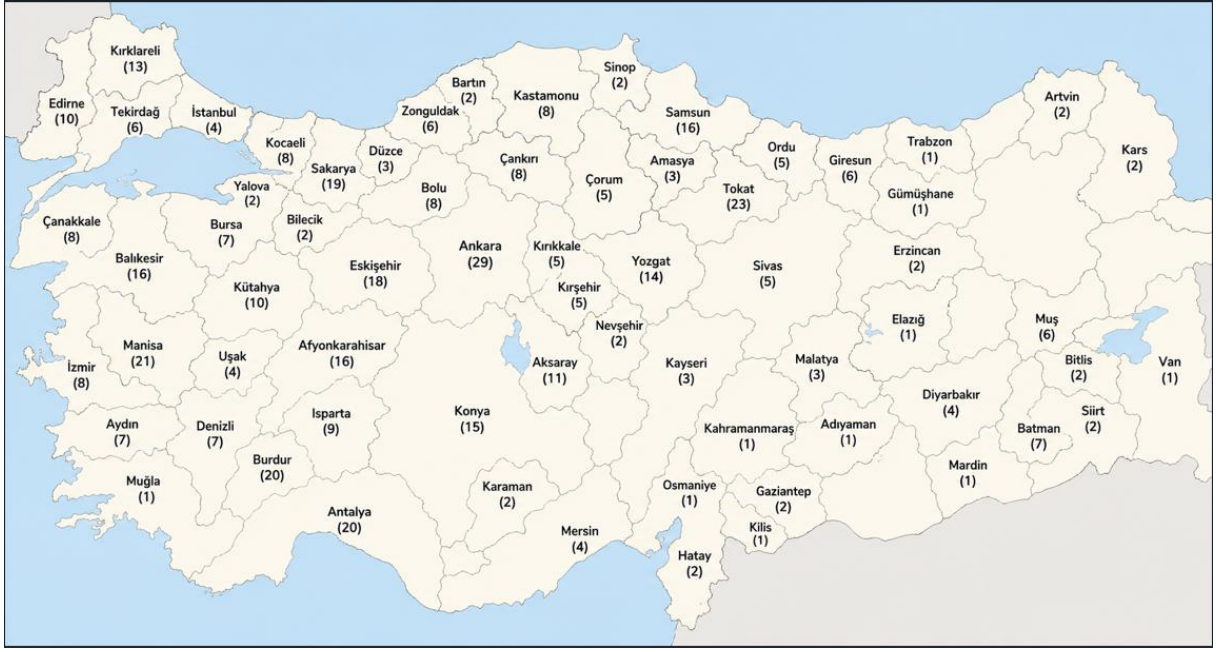 Kırklareli
(13)
Edirne
(10)
Tekirdağ
(6)
İstanbul
(4)
Kocaeli
(8)
Sakarya
(19)
Düzce
(3)
Zonguldak
(6)
Bartın
(2)
Kastamonu
(8)
Sinop
(2)
Samsun
(16)
Artvin
(2)
Kars
(2)
Trabzon
(1)
Ordu
(5)
Giresun
(6)
Gümüşhane
(1)
Amasya
(3)
Tokat
(23)
Çorum
(5)
Çankırı
(8)
Bolu
(8)
Yalova
(2)
Bilecik
(2)
Bursa
(7)
Çanakkale
(8)
Balıkesir
(16)
Kütahya
(10)
Eskişehir
(18)
Ankara
(29)
Kırıkkale
(5)
Kırşehir
(5)
Yozgat
(14)
Sivas
(5)
Erzincan
(2)
Elazığ
(1)
Muş
(6)
Bitlis
(2)
Van
(1)
Siirt
(2)
Batman
(7)
Diyarbakır
(4)
Malatya
(3)
Kayseri
(3)
Nevşehir
(2)
Aksaray
(11)
Afyonkarahisar
(16)
Uşak
(4)
Manisa
(21)
İzmir
(8)
Aydın
(7)
Denizli
(7)
Isparta
(9)
Konya
(15)
Kahramanmaraş
(1)
Adıyaman
(1)
Mardin
(1)
Gaziantep
(2)
Osmaniye
(1)
Kilis
(1)
Hatay
(2)
Mersin
(4)
Karaman
(2)
Antalya
(20)
Burdur
(20)
Muğla
(1)